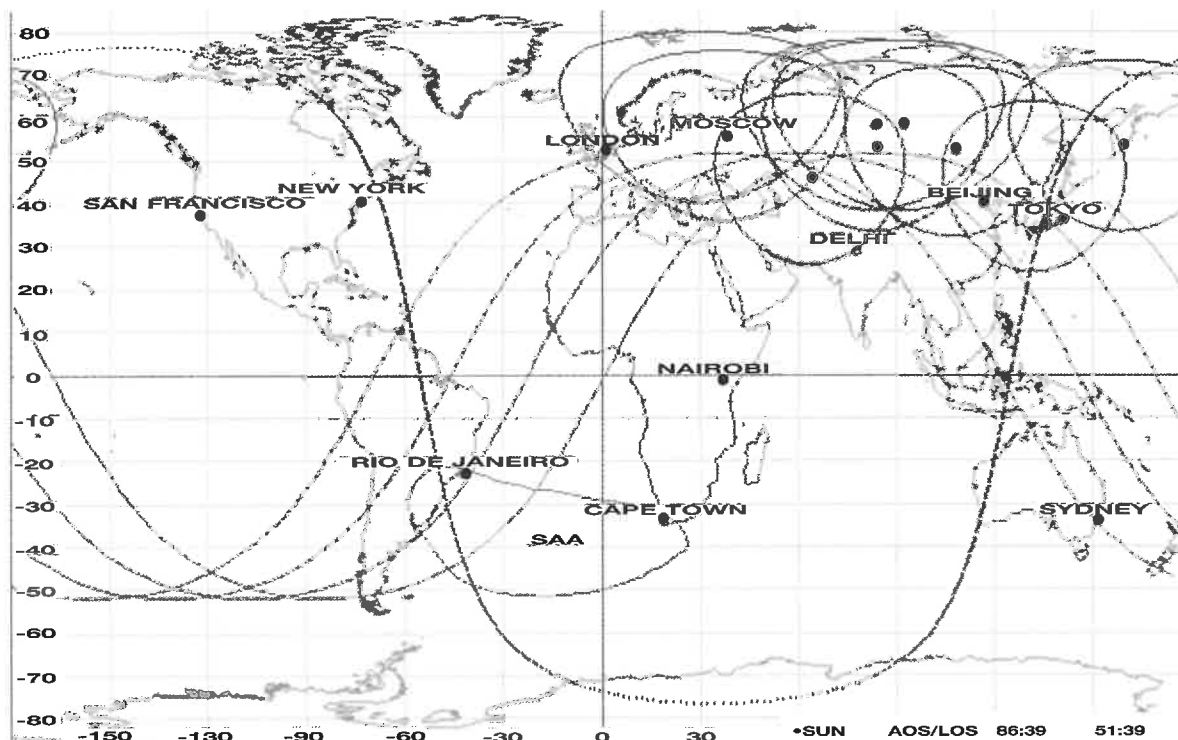 80
70
60
MOSCOW
LONDON
50
NEW YORK
BEIJING
40
SAN FRANCISCO
TOKYO
30
DELHI
20
10
0
NAIROBI
-10
-20
RIO DE JANEIRO
-30
CAPE TOWN
SYDNEY
-40
SAA
-50
-60
-70
-80
-150 -130 -90 -60 -30 0 30 •SUN AOS/LOS 86:39 51:39